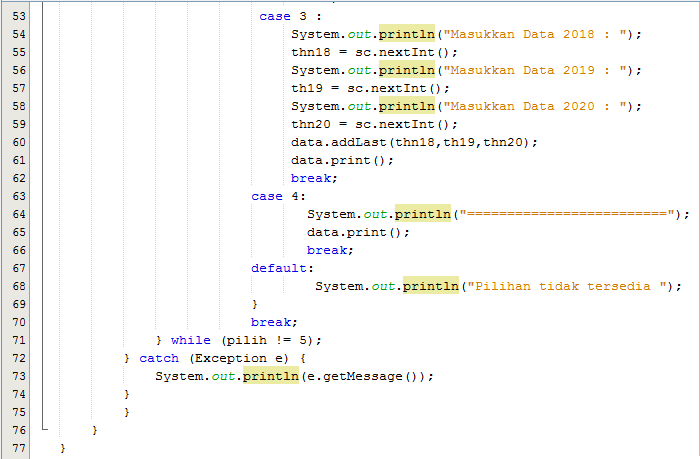 53 case 3 :
54 System.out.println("Masukkan Data 2018 : ");
55 thn18 = sc.nextInt();
56 System.out.println("Masukkan Data 2019 : ");
57 th19 = sc.nextInt();
58 System.out.println("Masukkan Data 2020 : ");
59 thn20 = sc.nextInt();
60 data.addLast(thn18,th19,thn20);
61 data.print();
62 break;
63 case 4:
64 System.out.println("=========================");
65 data.print();
66 break;
67 default:
68 System.out.println("Pilihan tidak tersedia ");
69 }
70 break;
71 } while (pilih != 5);
72 } catch (Exception e) {
73 System.out.println(e.getMessage());
74 }
75 }
76 }
77 }